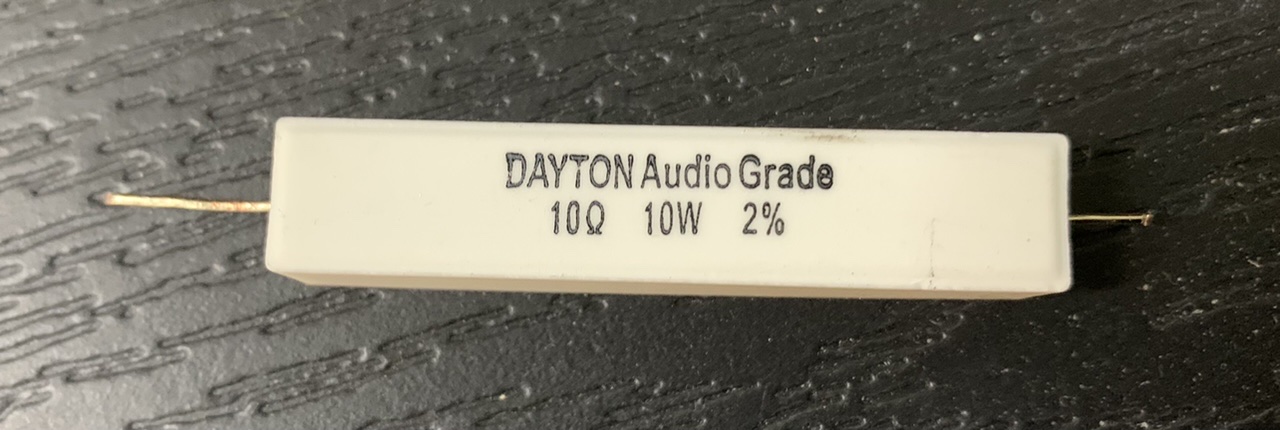 DAYTON Audio Grade
10Ω 10W 2%